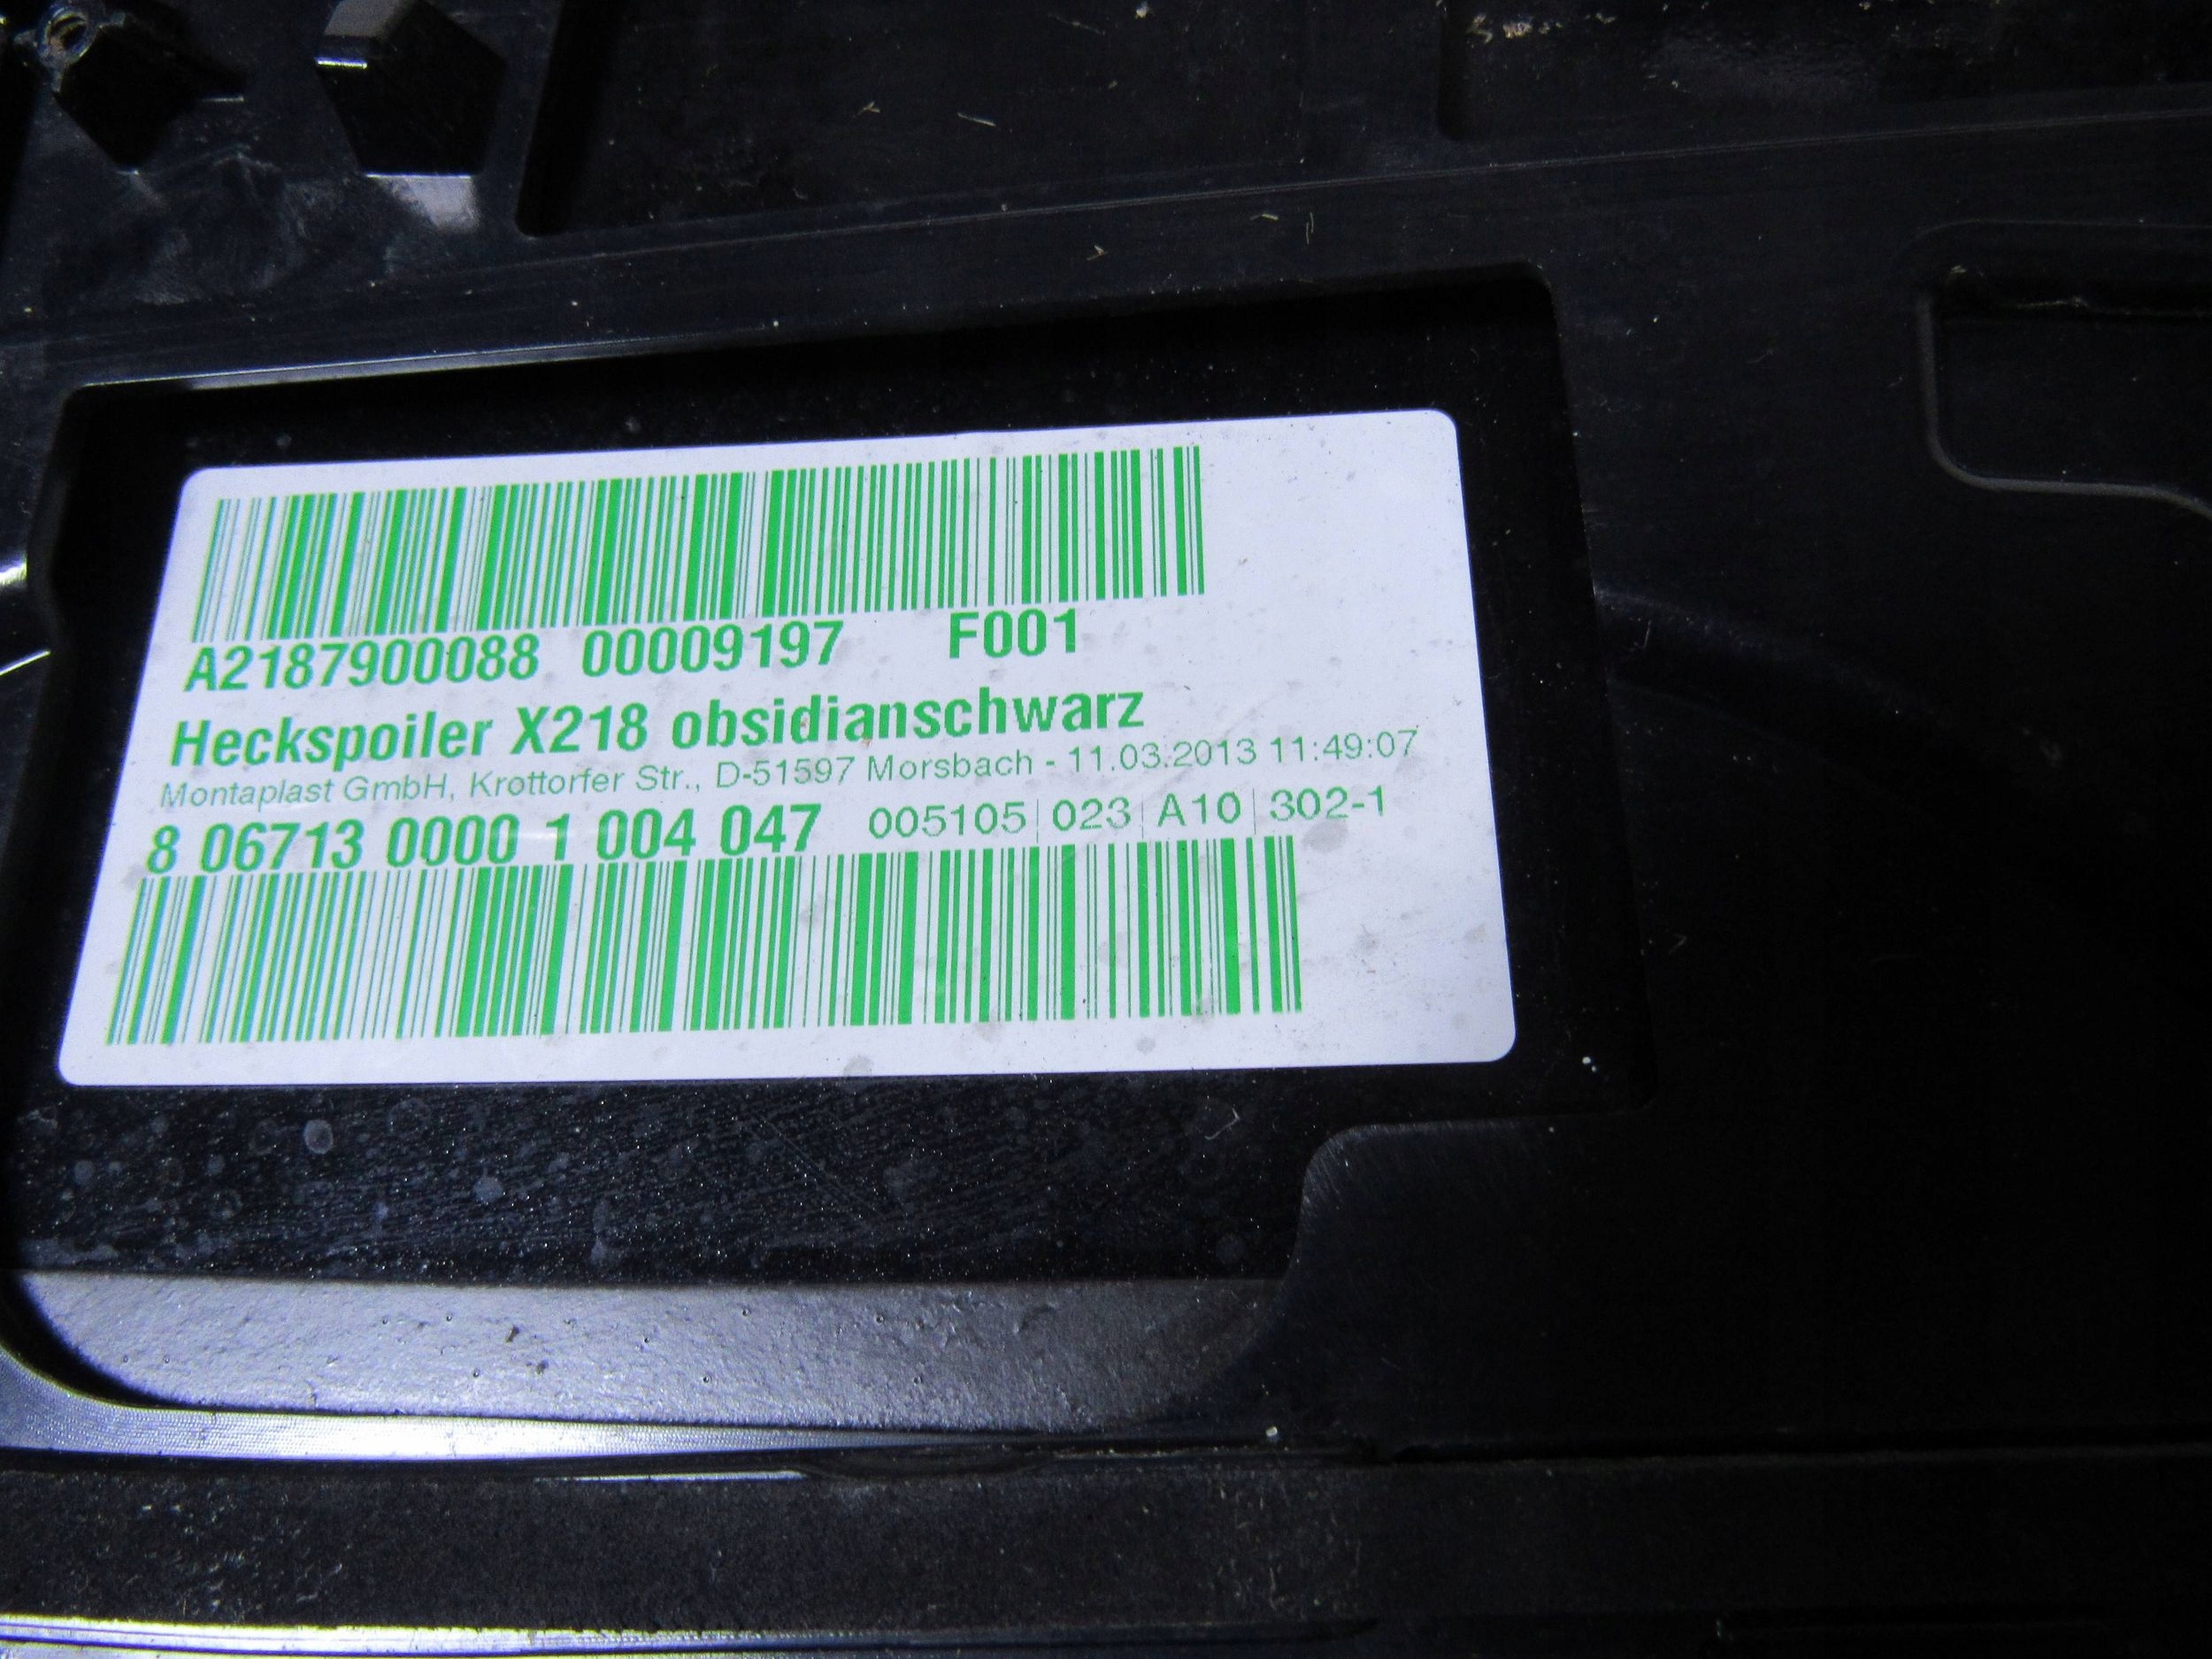 A2187900088 00009197 F001
Heckspoiler X218 obsidianschwarz
Montaplast GmbH, Krottorfer Str., D-51597 Morsbach - 11.03.2013 11:49:07
8 06713 0000 1 004 047 005105|023|A10|302-1